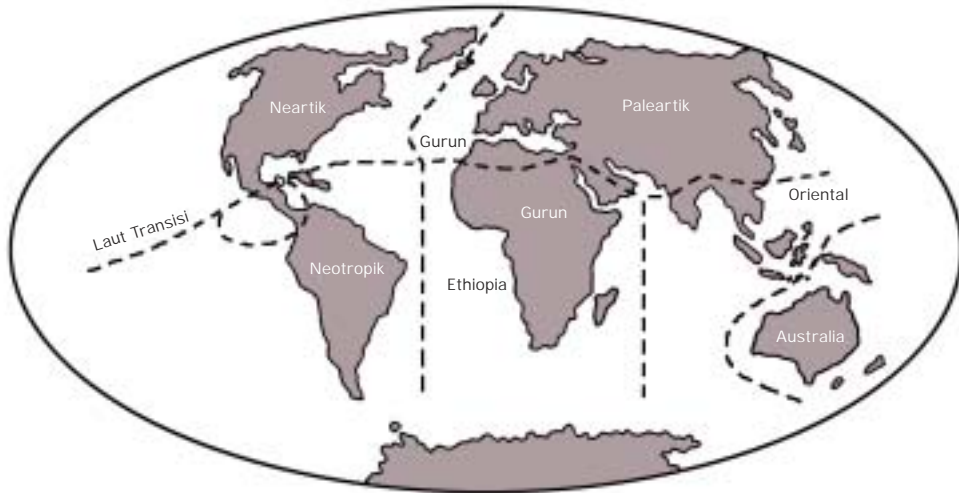 Neartik
Paleartik
Gurun
Oriental
Gurun
Laut Transisi
Neotropik
Ethiopia
Australia